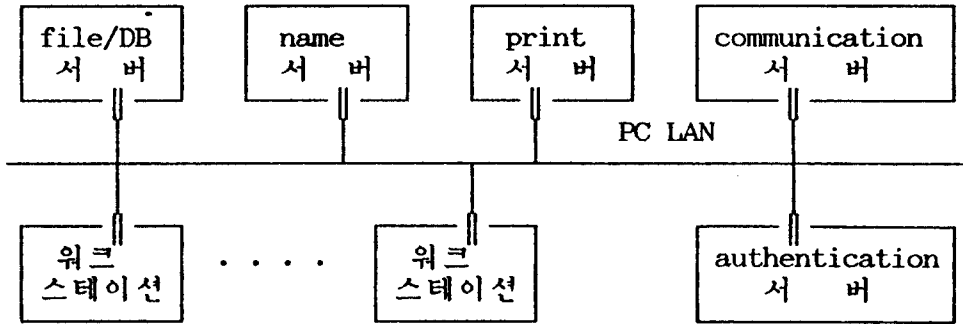 file/DB
서 버
name
서 버
print
서 버
communication
서 버
PC LAN
워크
스테이션
. . . .
워크
스테이션
authentication
서 버